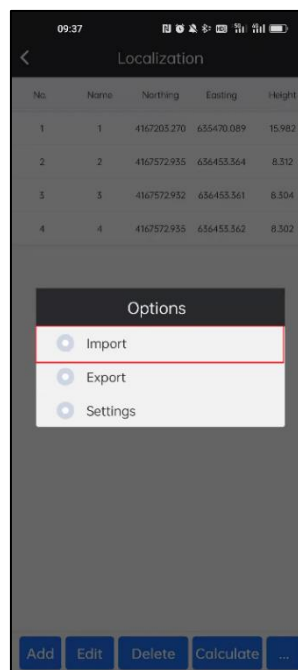 09:37
Localization
No. Name Northing Easting Height
1 1 4167203.270 635470.089 15.982
2 2 4167572.935 636453.364 8.312
3 3 4167572.932 636453.361 8.304
4 4 4167572.935 636453.362 8.302
Options
Import
Export
Settings
Add Edit Delete Calculate ...